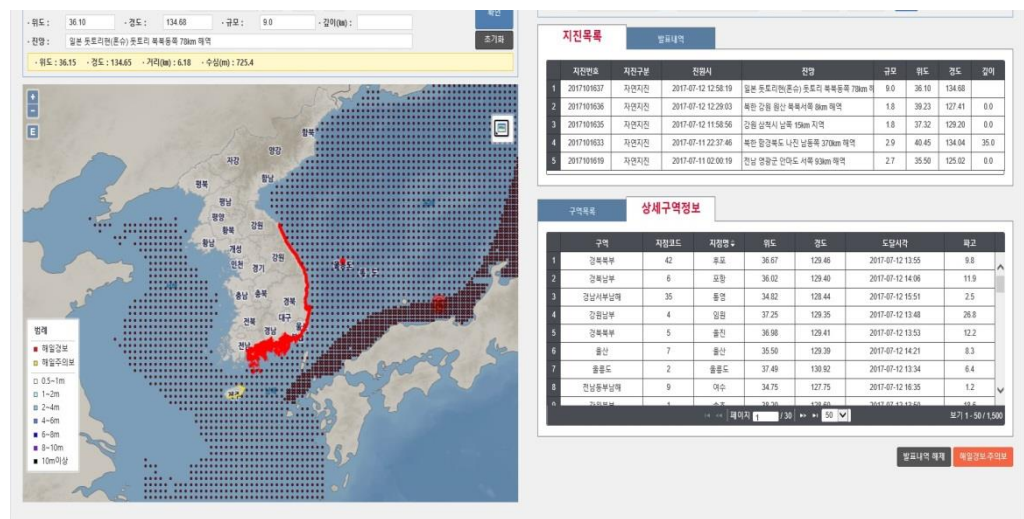 · 위도 : 36.10 · 경도 : 134.68 · 규모 : 9.0 · 깊이(㎞) :
확인
· 진앙 : 일본 돗토리현(혼슈) 돗토리 북북동쪽 78km 해역
초기화
· 위도 : 36.15 · 경도 : 134.65 · 거리(㎞) : 6.18 · 수심(m) : 725.4
+
-
E
함북
양강
자강
함남
평북
평남
평양
황북
강원
황남
개성
인천 경기
강원
충남 충북
경북
전북 대구
경남
전남
제주
범례
해일경보
해일주의보
0.5~1m
1~2m
2~4m
4~6m
6~8m
8~10m
10m이상
지진목록 발표내역
지진번호 지진구분 진원시 진앙 규모 위도 경도 깊이
1 2017101637 자연지진 2017-07-12 12:58:19 일본 돗토리현(혼슈) 돗토리 북북동쪽 78km 해 9.0 36.10 134.68
2 2017101636 자연지진 2017-07-12 12:29:03 북한 강원 원산 북북서쪽 8km 해역 1.8 39.23 127.41 0.0
3 2017101635 자연지진 2017-07-12 11:58:56 강원 삼척시 남쪽 15km 지역 1.8 37.32 129.20 0.0
4 2017101633 자연지진 2017-07-11 22:37:46 북한 함경북도 나진 남동쪽 376km 해역 2.9 40.45 134.04 35.0
5 2017101619 자연지진 2017-07-11 02:00:19 전남 영광군 안마도 서쪽 93km 해역 2.7 35.50 125.02 0.0
구역목록 상세구역정보
구역 지점코드 지점명 위도 경도 도달시각 파고
1 경북북부 42 후포 36.67 129.46 2017-07-12 13:55 9.8
2 경북남부 6 포항 36.02 129.40 2017-07-12 14:06 11.9
3 경남서부남해 35 통영 34.82 128.44 2017-07-12 15:51 2.5
4 강원남부 4 임원 37.25 129.35 2017-07-12 13:48 26.8
5 경북북부 5 울진 36.98 129.41 2017-07-12 13:53 12.2
6 울산 7 울산 35.50 129.39 2017-07-12 14:21 8.3
7 울릉도 2 울릉도 37.49 130.92 2017-07-12 13:34 6.4
8 전남동부남해 9 여수 34.75 127.75 2017-07-12 16:35 1.2
페이지 1 / 30 50 보기 1 - 50 / 1,500
발표내역 해제 해일경보·주의보